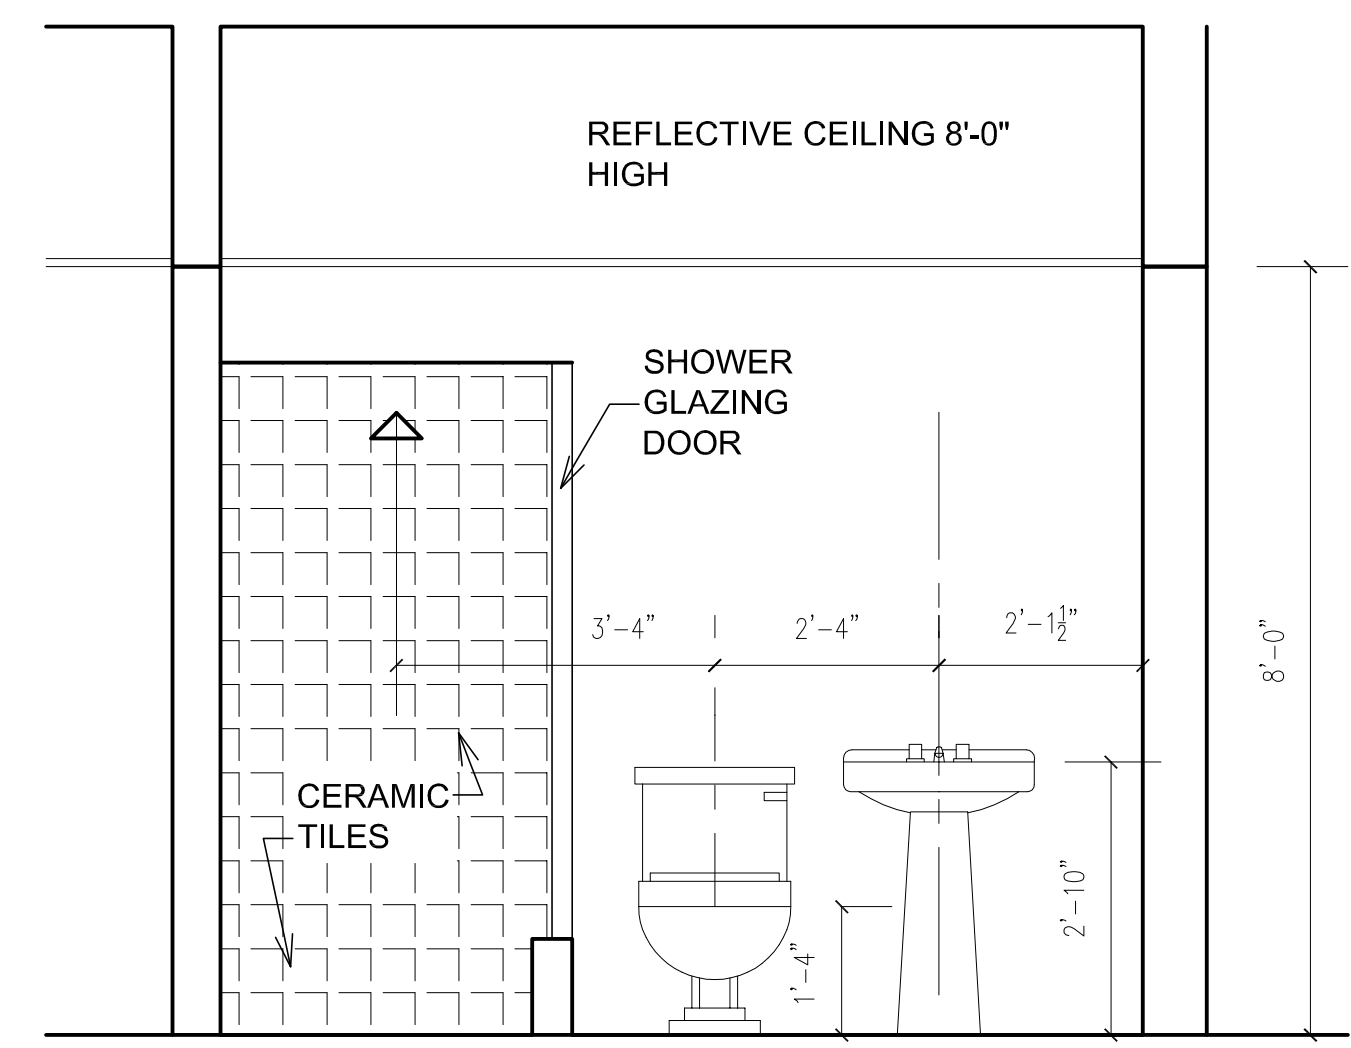 REFLECTIVE CEILING 8'-0"
HIGH
SHOWER
GLAZING
DOOR
3'-4"
2'-4"
2'-1½"
8'-0"
CERAMIC
TILES
1'-4"
2'-10"